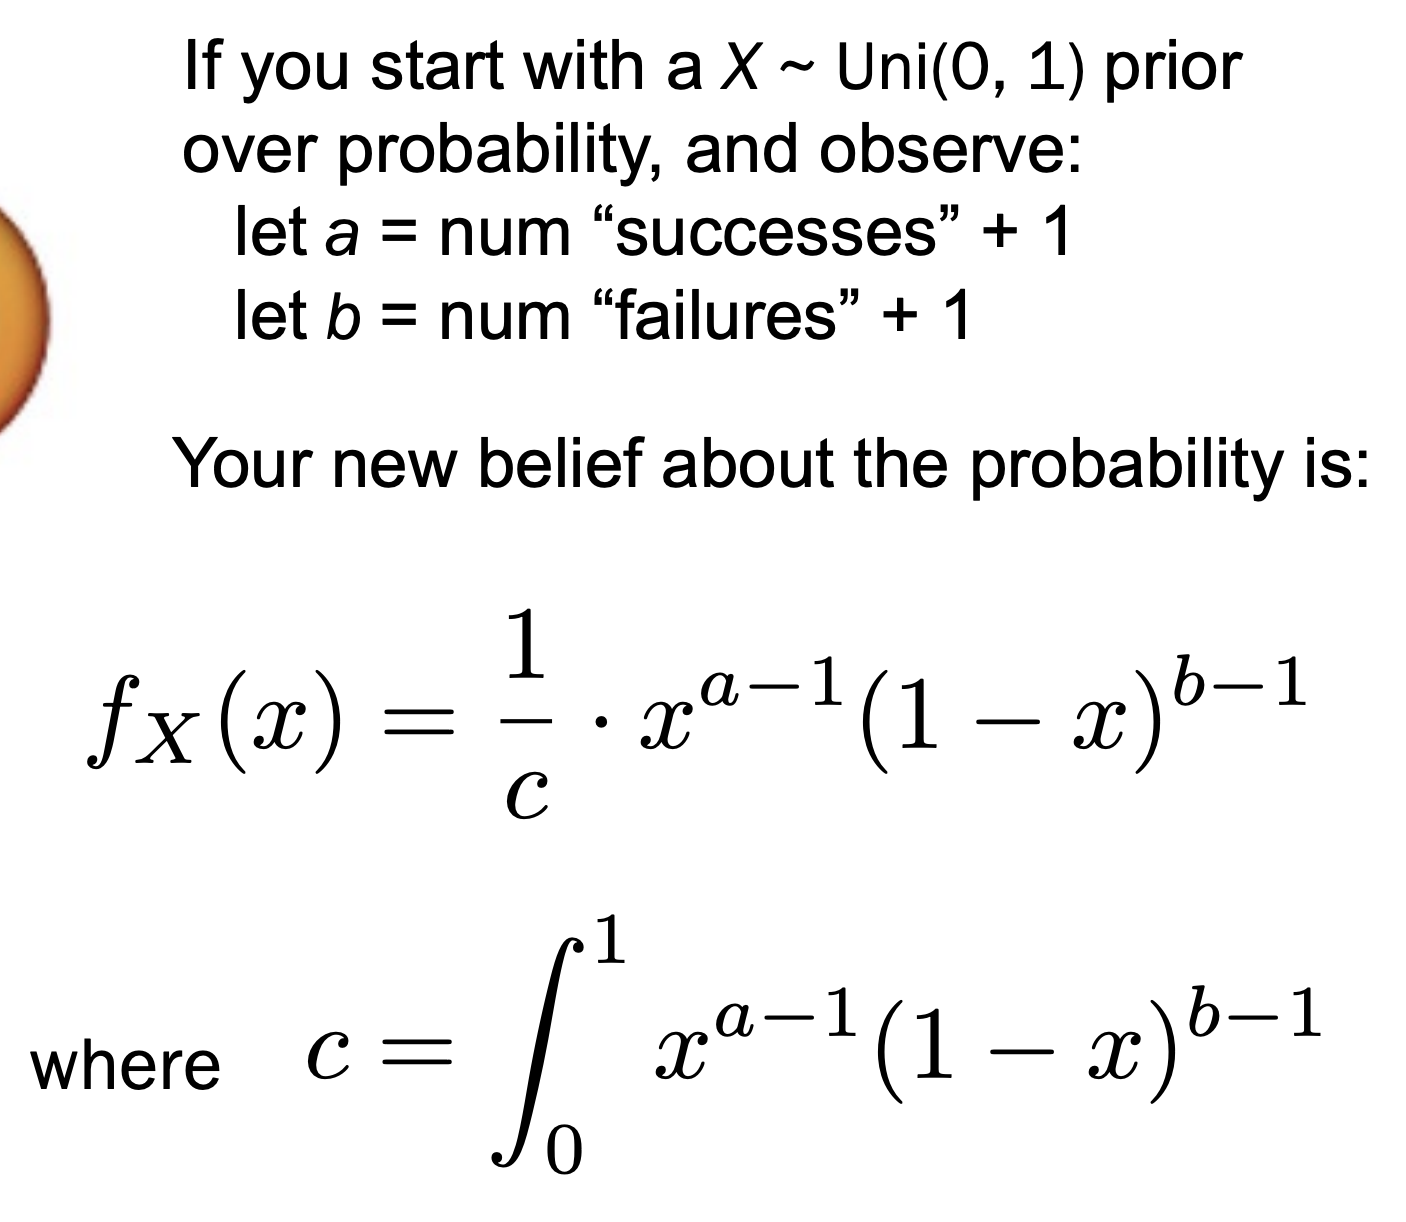 If you start with a X ~ Uni(0, 1) prior
over probability, and observe:
let a = num “successes” + 1
let b = num “failures” + 1
Your new belief about the probability is:
f_X(x) = \frac{1}{c} \cdot x^{a-1}(1 - x)^{b-1}
where c = \int_0^1 x^{a-1}(1 - x)^{b-1}